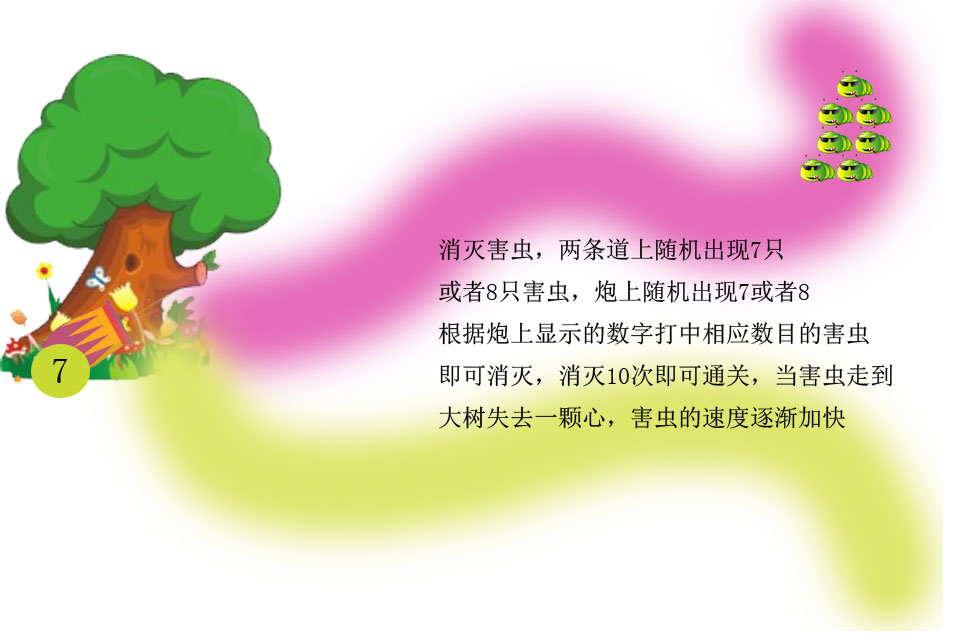 消灭害虫，两条道上随机出现7只
或者8只害虫，炮上随机出现7或者8
根据炮上显示的数字打中相应数目的害虫
即可消灭，消灭10次即可通关，当害虫走到
大树失去一颗心，害虫的速度逐渐加快
7